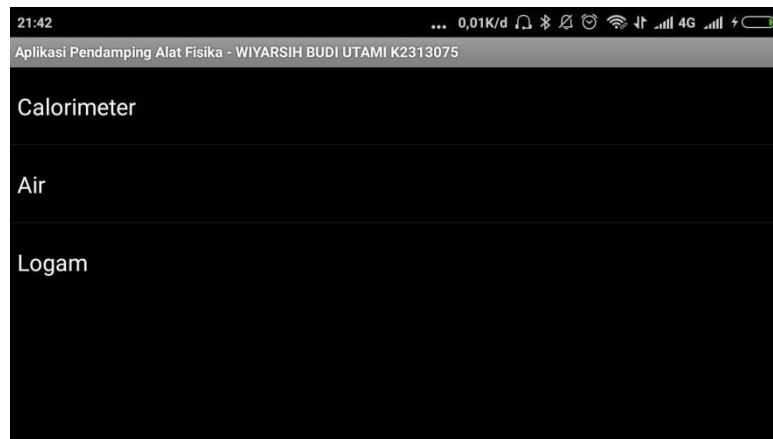 21:42 ... 0,01K/d 4G
Aplikasi Pendamping Alat Fisika - WIYARSIH BUDI UTAMI K2313075
Calorimeter
Air
Logam